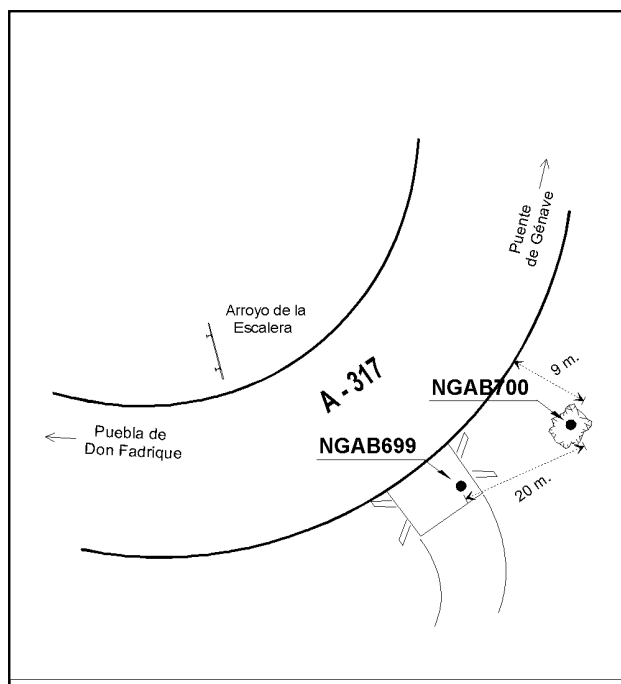 Puente
de Génave
Arroyo de la
Escalera
A - 317
9 m.
NGAB700
Puebla de
Don Fadrique
NGAB699
20 m.